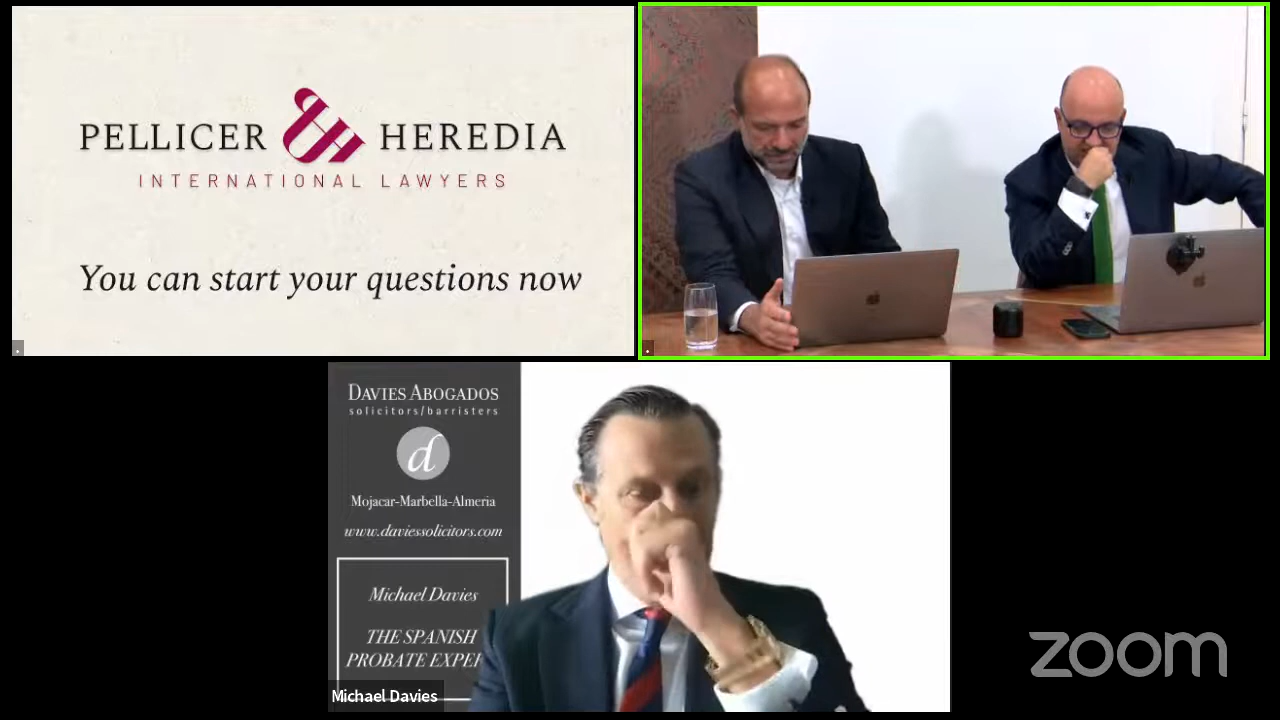 PELLICER HEREDIA
INTERNATIONAL LAWYERS
You can start your questions now
DAVIES ABOGADOS
solicitors/barristers
d
Mojacar-Marbella-Almeria
www.daviessolicitors.com
Michael Davies
THE SPANISH
PROBATE EXPE
Michael Davies
zoom